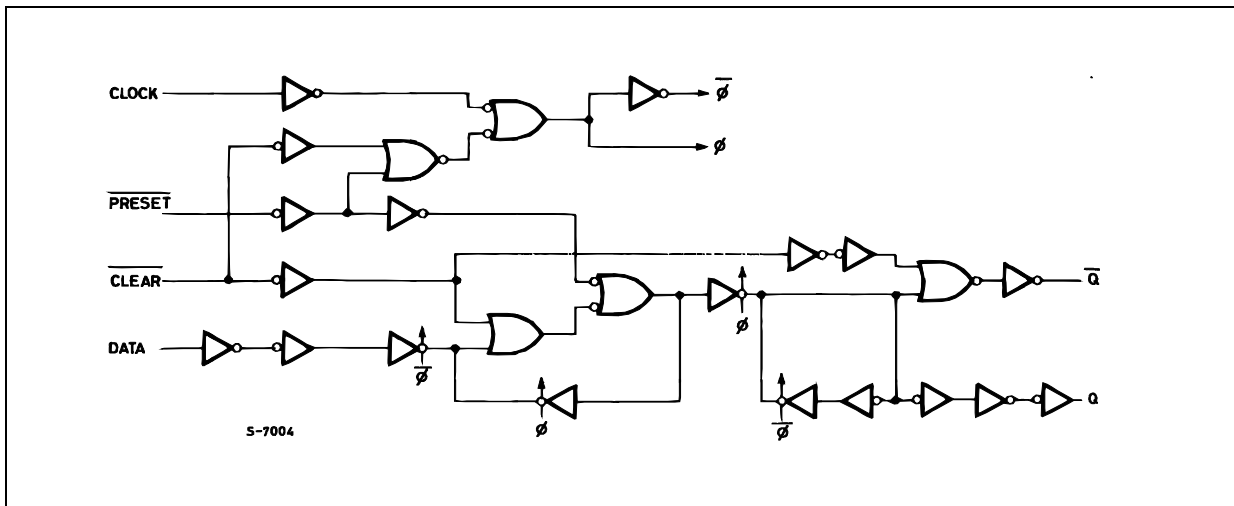 CLOCK
PRESET
CLEAR
DATA
S-7004
ø̅
ø
ø̅
ø
ø
ø̅
Q̅
Q